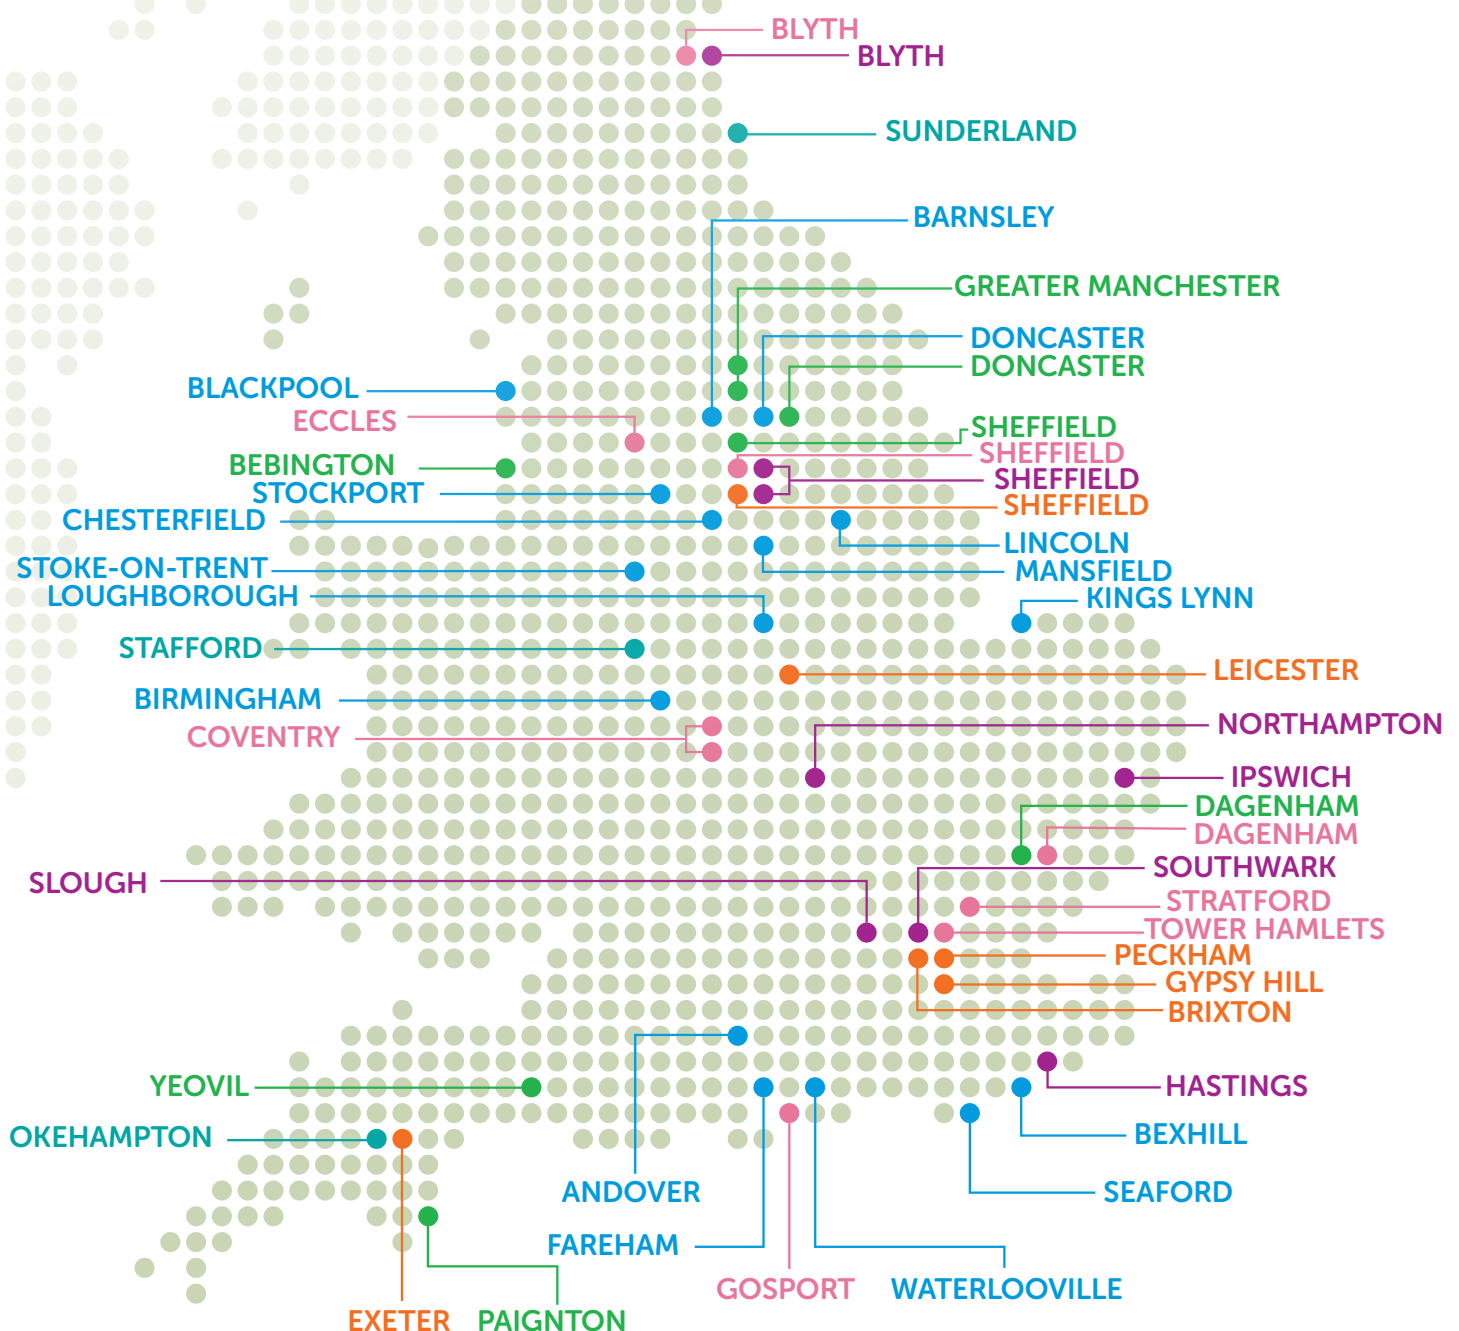 BLYTH
BLYTH
SUNDERLAND
BARNSLEY
GREATER MANCHESTER
DONCASTER
DONCASTER
BLACKPOOL
ECCLES
SHEFFIELD
SHEFFIELD
BEBINGTON
SHEFFIELD
STOCKPORT
SHEFFIELD
CHESTERFIELD
LINCOLN
STOKE-ON-TRENT
MANSFIELD
LOUGHBOROUGH
KINGS LYNN
STAFFORD
LEICESTER
BIRMINGHAM
NORTHAMPTON
COVENTRY
IPSWICH
DAGENHAM
DAGENHAM
SOUTHWARK
SLOUGH
STRATFORD
TOWER HAMLETS
PECKHAM
GYPSY HILL
BRIXTON
YEOVIL
HASTINGS
OKEHAMPTON
BEXHILL
ANDOVER
SEAFORD
FAREHAM
GOSPORT
WATERLOOVILLE
EXETER
PAIGNTON